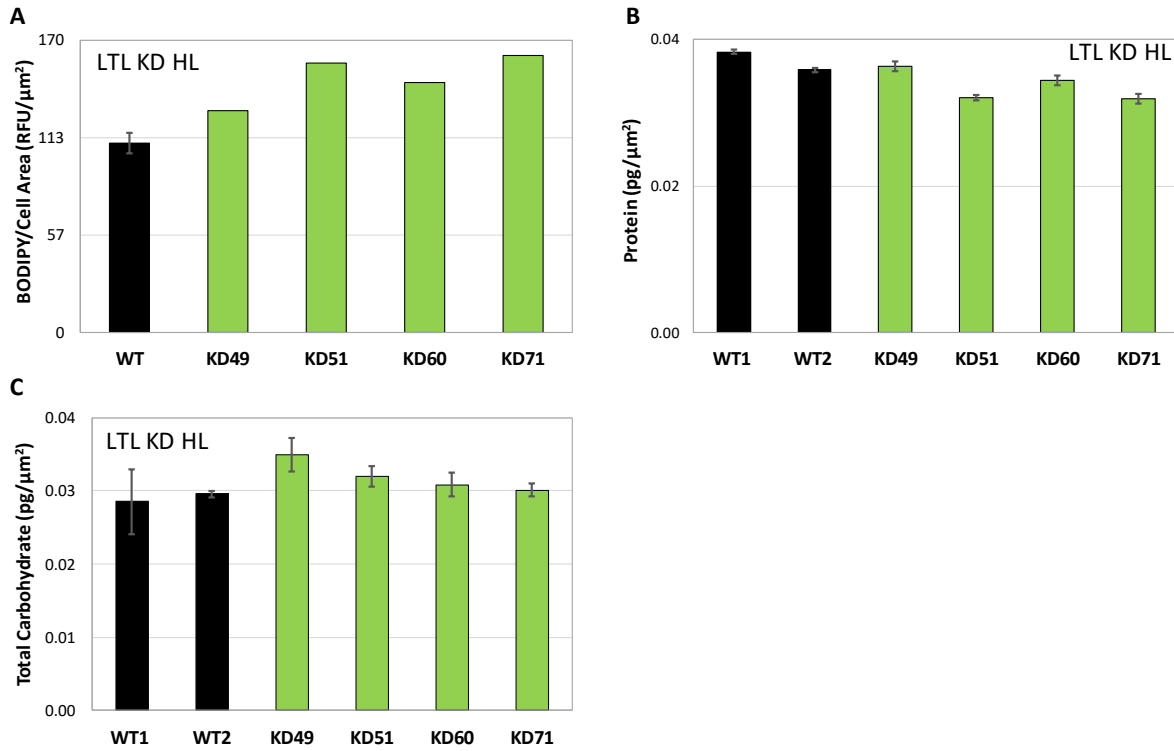 A
BODIPY/Cell Area (RFU/µm²)
170
113
57
0
LTL KD HL
WT KD49 KD51 KD60 KD71
B
Protein (pg/µm²)
0.04
0.02
0.00
LTL KD HL
WT1 WT2 KD49 KD51 KD60 KD71
C
Total Carbohydrate (pg/µm²)
0.04
0.03
0.02
0.01
0.00
LTL KD HL
WT1 WT2 KD49 KD51 KD60 KD71